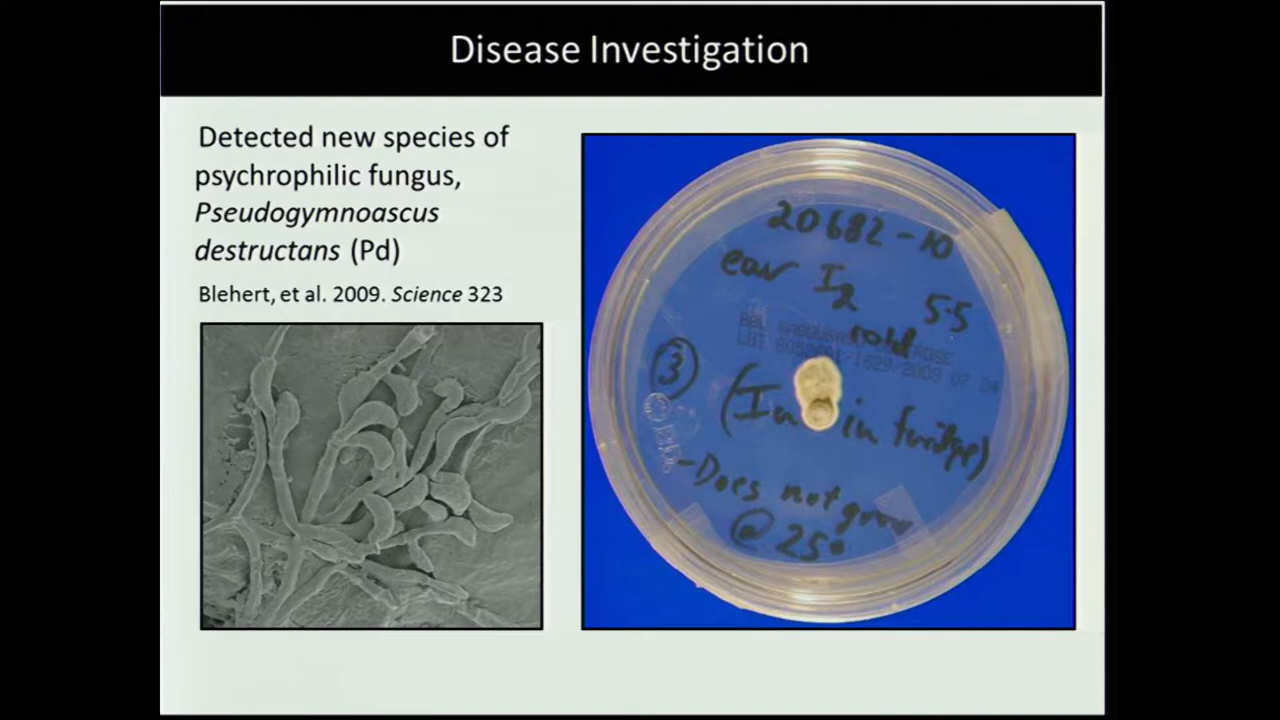 Disease Investigation
Detected new species of
psychrophilic fungus,
Pseudogymnoascus
destructans (Pd)
Blehert, et al. 2009. Science 323
20682-10
ear I2 5.5
cold
3
(In in fridge)
-Does not grow
@ 25°